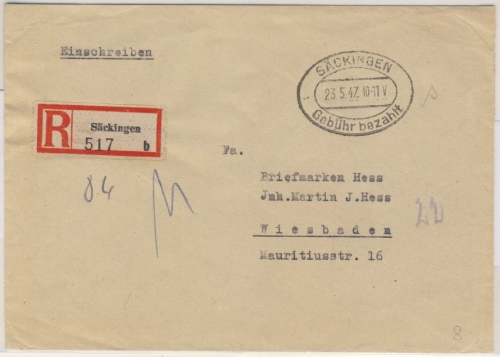 Einschreiben
SÄCKINGEN
23.5.47.10-11 V
Gebühr bezahlt
R
Säckingen
517 b
84
Fa.
Briefmarken Hess
Jnh.Martin J.Hess
Wiesbaden
Mauritiusstr. 16
8